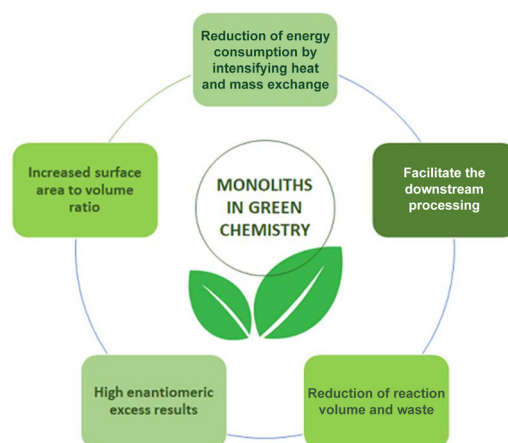 Reduction of energy
consumption by
intensifying heat
and mass exchange
Increased surface
area to volume
ratio
MONOLITHS
IN GREEN
CHEMISTRY
Facilitate the
downstream
processing
High enantiomeric
excess results
Reduction of reaction
volume and waste